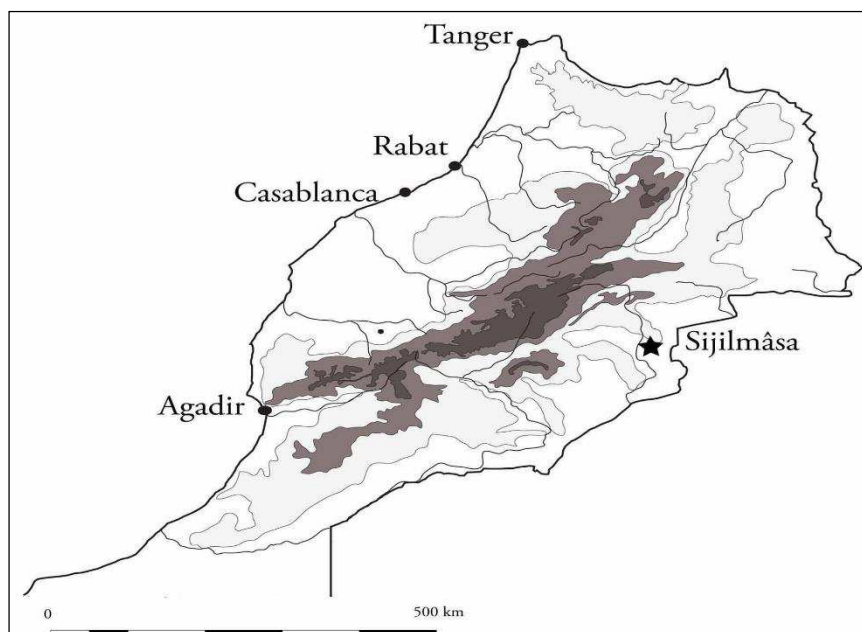 Tanger
Rabat
Casablanca
Sijilmâsa
Agadir
0 500 km